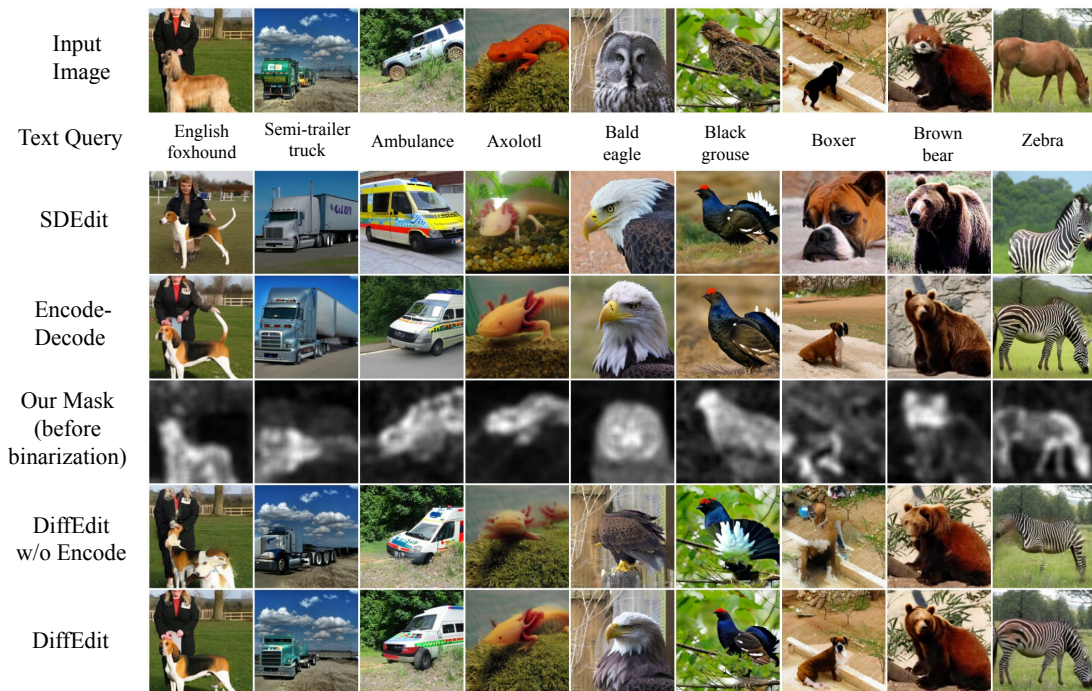 Input
Image
Text Query
English
foxhound
Semi-trailer
truck
Ambulance
Axolotl
Bald
eagle
Black
grouse
Boxer
Brown
bear
Zebra
SDEdit
Encode-
Decode
Our Mask
(before
binarization)
DiffEdit
w/o Encode
DiffEdit